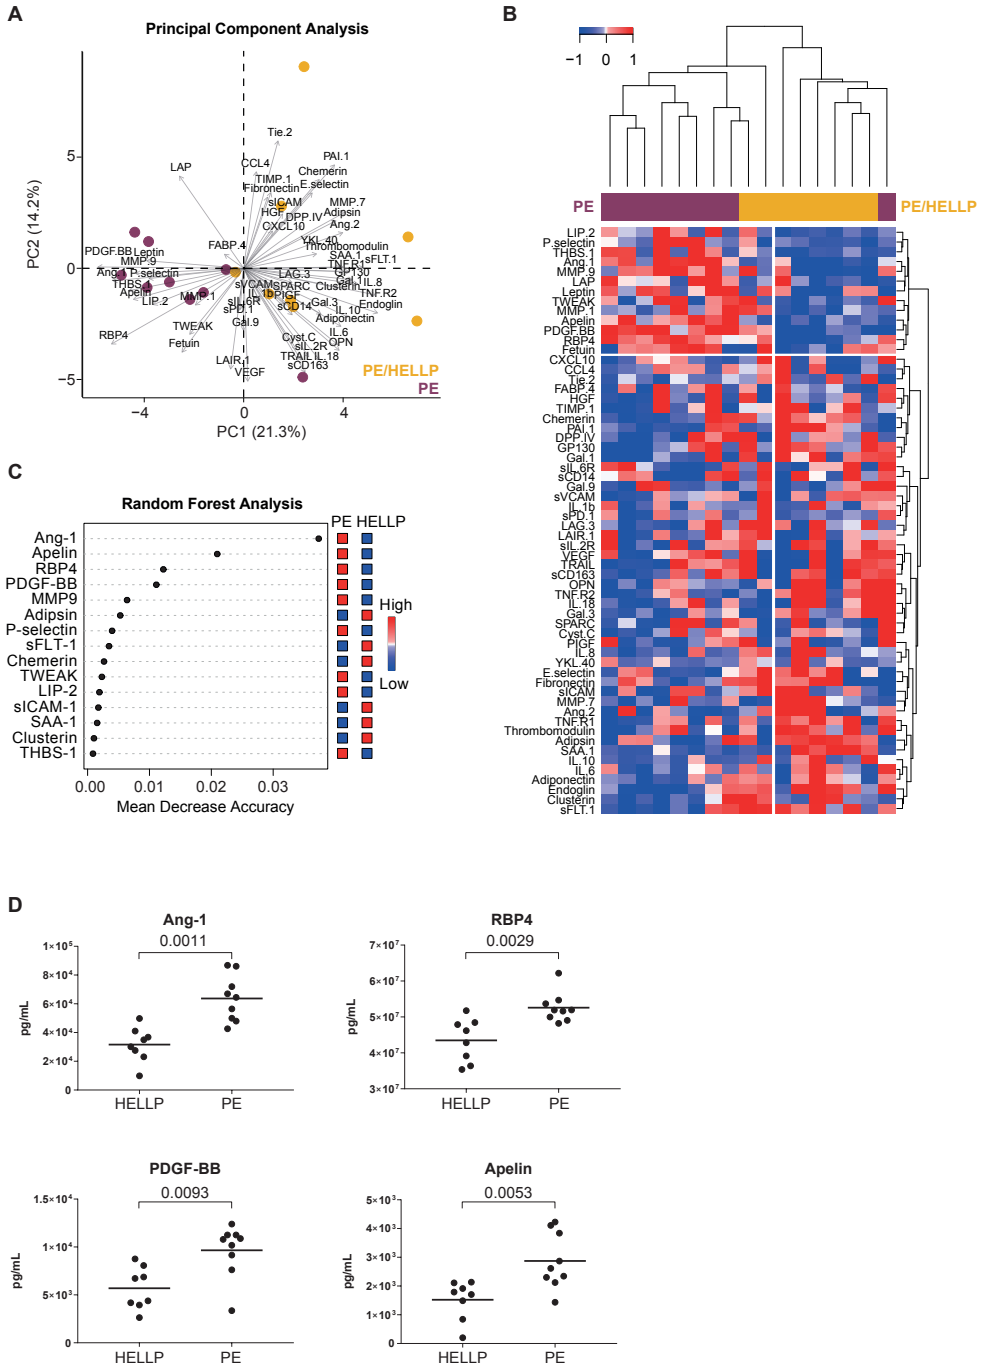 A
Principal Component Analysis
PC2 (14.2%)
5
0
−5
−4
0
4
PC1 (21.3%)
Tie.2
LAP
CCL4
PAI.1
Chemerin
TIMP.1
E.selectin
Fibronectin
sICAM
MMP.7
HGF
Adipsin
DPP.IV
CXCL10
Ang.2
FABP.4
YKL.40
Thrombomodulin
PDGF.BB
Leptin
SAA.1
sFLT.1
MMP.9
TNFR1
Ang.1
P.selectin
LAG.3
GP130
THBS.1
sVCAM
SPARC
Gal.1
IL.8
Clusterin
Apelin
MMP.1
IL.1b
PIGF
TNF.R2
LIP.2
sIL.6R
Gal.3
Endoglin
sPD.1
sCD14
IL.10
Adiponectin
Gal.9
RBP4
TWEAK
IL.6
Fetuin
Cyst.C
OPN
sIL.2R
LAIR.1
TRAIL
IL.18
VEGF
sCD163
PE/HELLP
PE
B
−1
0
1
PE
PE/HELLP
LIP.2
P.selectin
THBS.1
Ang.1
MMP.9
LAP
Leptin
TWEAK
MMP.1
Apelin
PDGF.BB
RBP4
Fetuin
CXCL10
CCL4
Tie.2
FABP.4
HGF
TIMP.1
Chemerin
PAI.1
DPP.IV
GP130
Gal.1
sIL.6R
sCD14
Gal.9
sVCAM
IL.1b
sPD.1
LAG.3
LAIR.1
sIL.2R
VEGF
TRAIL
sCD163
OPN
TNF.R2
IL.18
Gal.3
SPARC
Cyst.C
PIGF
IL.8
YKL.40
E.selectin
Fibronectin
sICAM
MMP.7
Ang.2
TNF.R1
Thrombomodulin
Adipsin
SAA.1
IL.10
IL.6
Adiponectin
Endoglin
Clusterin
sFLT.1
C
Random Forest Analysis
PE HELLP
Ang-1
Apelin
RBP4
PDGF-BB
MMP9
Adipsin
P-selectin
sFLT-1
Chemerin
TWEAK
LIP-2
sICAM-1
SAA-1
Clusterin
THBS-1
High
Low
0.00
0.01
0.02
0.03
Mean Decrease Accuracy
D
Ang-1
0.0011
pg/mL
1×10⁵
8×10⁴
6×10⁴
4×10⁴
2×10⁴
0
HELLP
PE
RBP4
0.0029
pg/mL
7×10⁷
6×10⁷
5×10⁷
4×10⁷
3×10⁷
HELLP
PE
PDGF-BB
0.0093
pg/mL
1.5×10⁴
1×10⁴
5×10³
0
HELLP
PE
Apelin
0.0053
pg/mL
5×10³
4×10³
3×10³
2×10³
1×10³
0
HELLP
PE